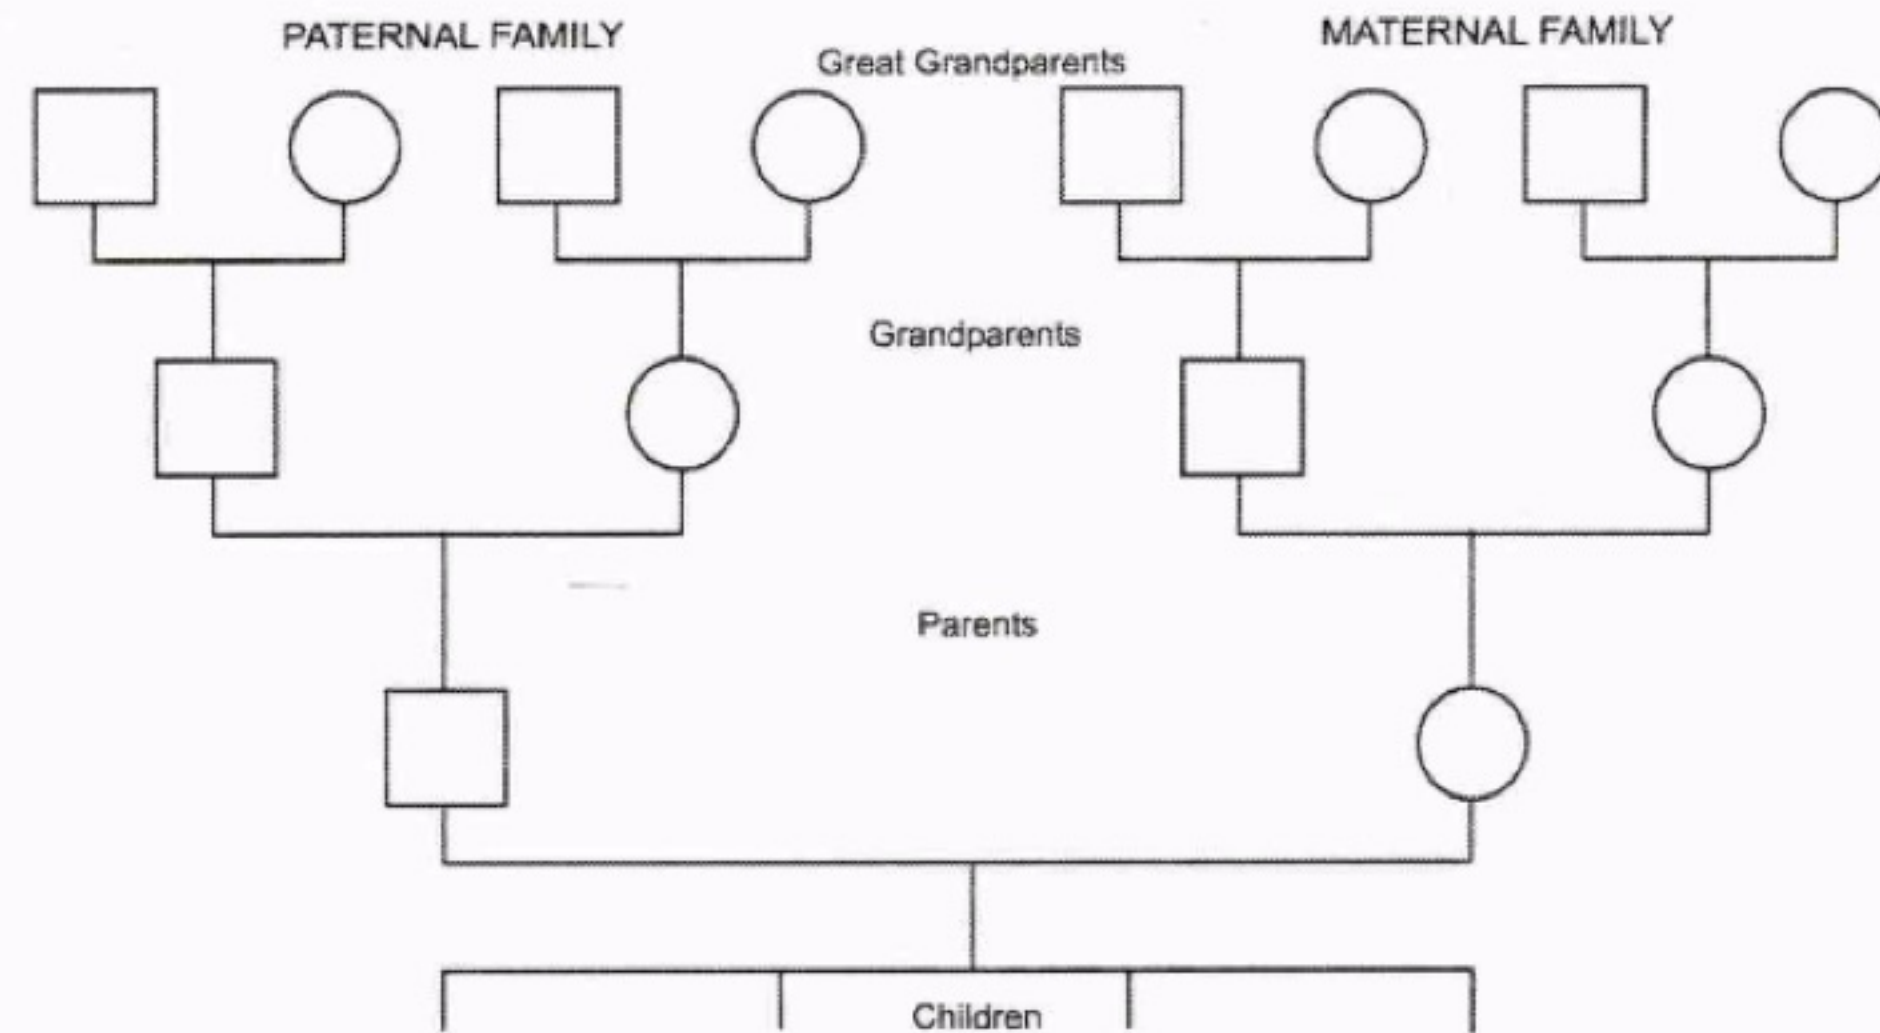 PATERNAL FAMILY
MATERNAL FAMILY
Great Grandparents
Grandparents
Parents
Children